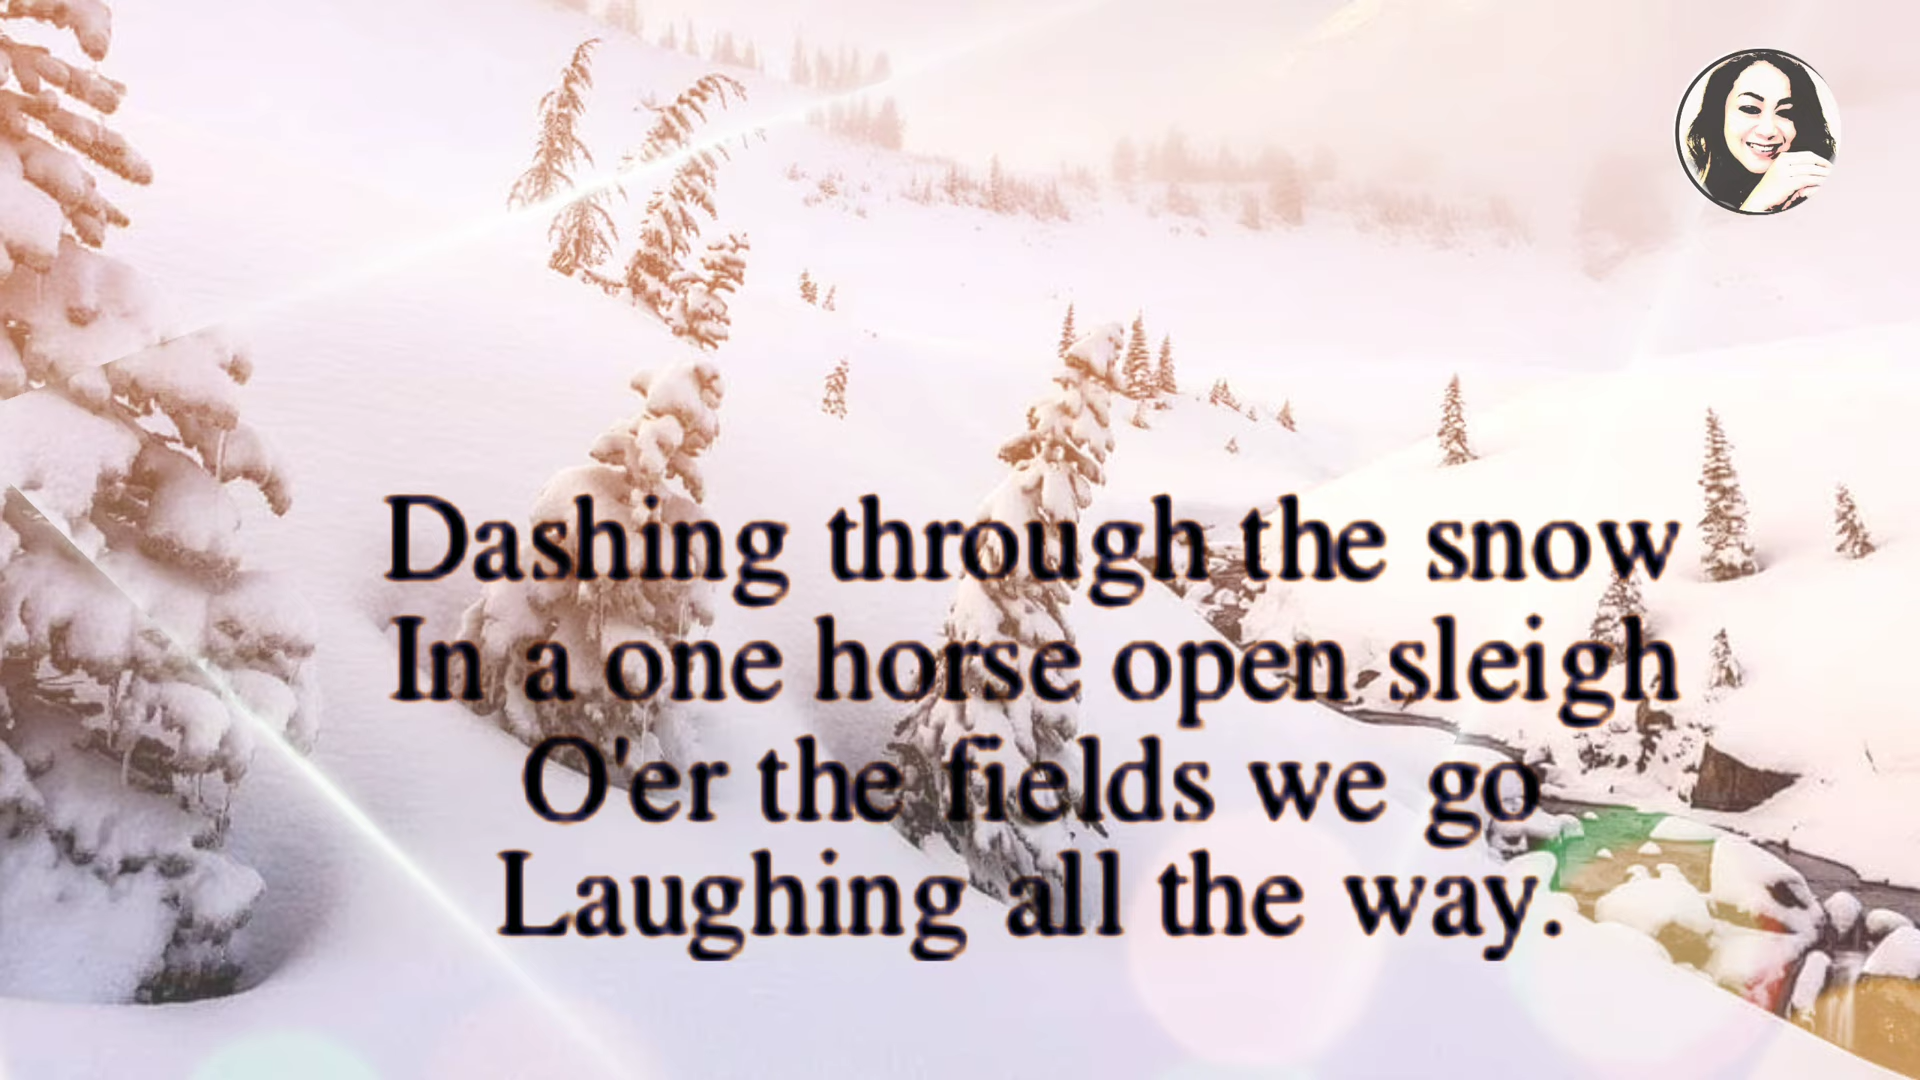 Dashing through the snow
In a one horse open sleigh
O'er the fields we go
Laughing all the way.